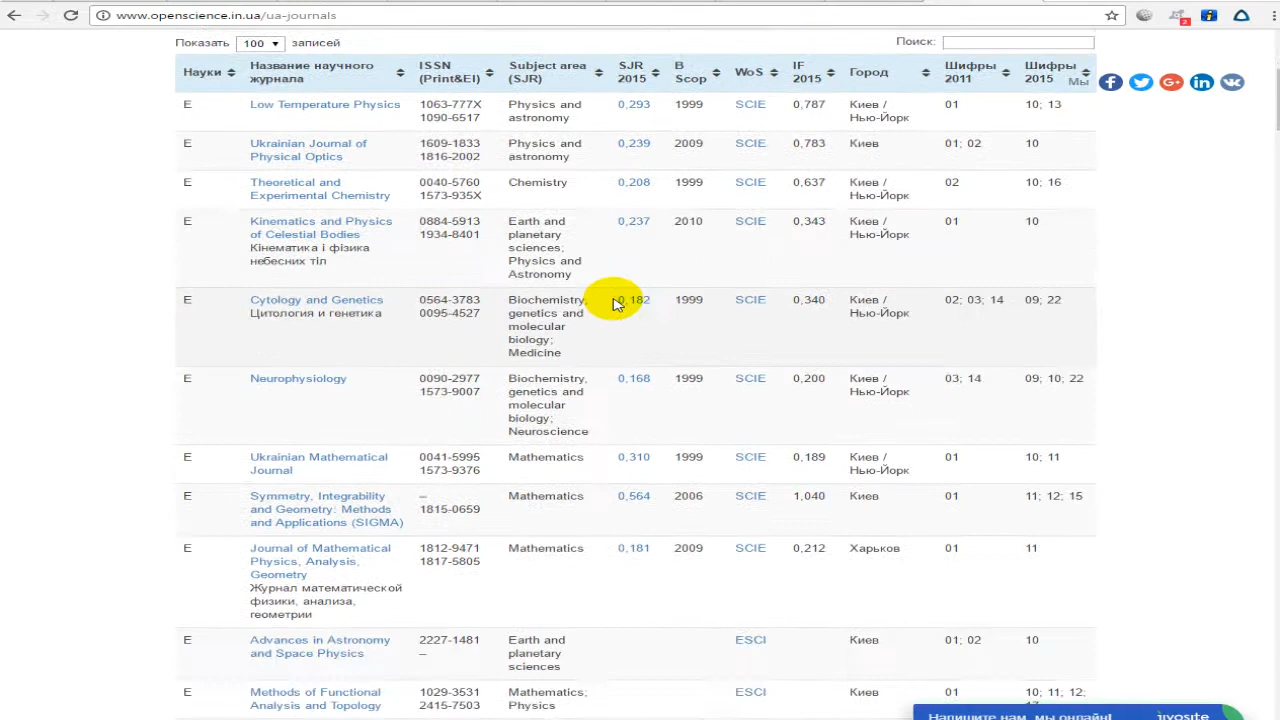 www.openscience.in.ua/ua-journals
2
Показать 100 записей
Поиск:
Науки
Название научного
журнала
ISSN
(Print&El)
Subject area
(SJR)
SJR
2015
В
Scop
WoS
IF
2015
Город
Шифры
2011
Шифры
2015
Мы
E
Low Temperature Physics
1063-777X
1090-6517
Physics and
astronomy
0,293
1999
SCIE
0,787
Киев /
Нью-Йорк
01
10; 13
E
Ukrainian Journal of
Physical Optics
1609-1833
1816-2002
Physics and
astronomy
0,239
2009
SCIE
0,783
Киев
01; 02
10
E
Theoretical and
Experimental Chemistry
0040-5760
1573-935X
Chemistry
0,208
1999
SCIE
0,637
Киев /
Нью-Йорк
02
10; 16
E
Kinematics and Physics
of Celestial Bodies
Кінематика і фізика
небесних тіл
0884-5913
1934-8401
Earth and
planetary
sciences;
Physics and
Astronomy
0,237
2010
SCIE
0,343
Киев /
Нью-Йорк
01
10
E
Cytology and Genetics
Цитология и генетика
0564-3783
0095-4527
Biochemistry,
genetics and
molecular
biology;
Medicine
0,182
1999
SCIE
0,340
Киев /
Нью-Йорк
02; 03; 14
09; 22
E
Neurophysiology
0090-2977
1573-9007
Biochemistry,
genetics and
molecular
biology;
Neuroscience
0,168
1999
SCIE
0,200
Киев /
Нью-Йорк
03; 14
09; 10; 22
E
Ukrainian Mathematical
Journal
0041-5995
1573-9376
Mathematics
0,310
1999
SCIE
0,189
Киев /
Нью-Йорк
01
10; 11
E
Symmetry, Integrability
and Geometry: Methods
and Applications (SIGMA)
–
1815-0659
Mathematics
0,564
2006
SCIE
1,040
Киев
01
11; 12; 15
E
Journal of Mathematical
Physics, Analysis,
Geometry
Журнал математической
физики, анализа,
геометрии
1812-9471
1817-5805
Mathematics
0,181
2009
SCIE
0,212
Харьков
01
11
E
Advances in Astronomy
and Space Physics
2227-1481
–
Earth and
planetary
sciences
ESCI
Киев
01; 02
10
E
Methods of Functional
Analysis and Topology
1029-3531
2415-7503
Mathematics;
Physics
ESCI
Киев
01
10; 11; 12;
Напишите нам, мы онлайн!
jivosite